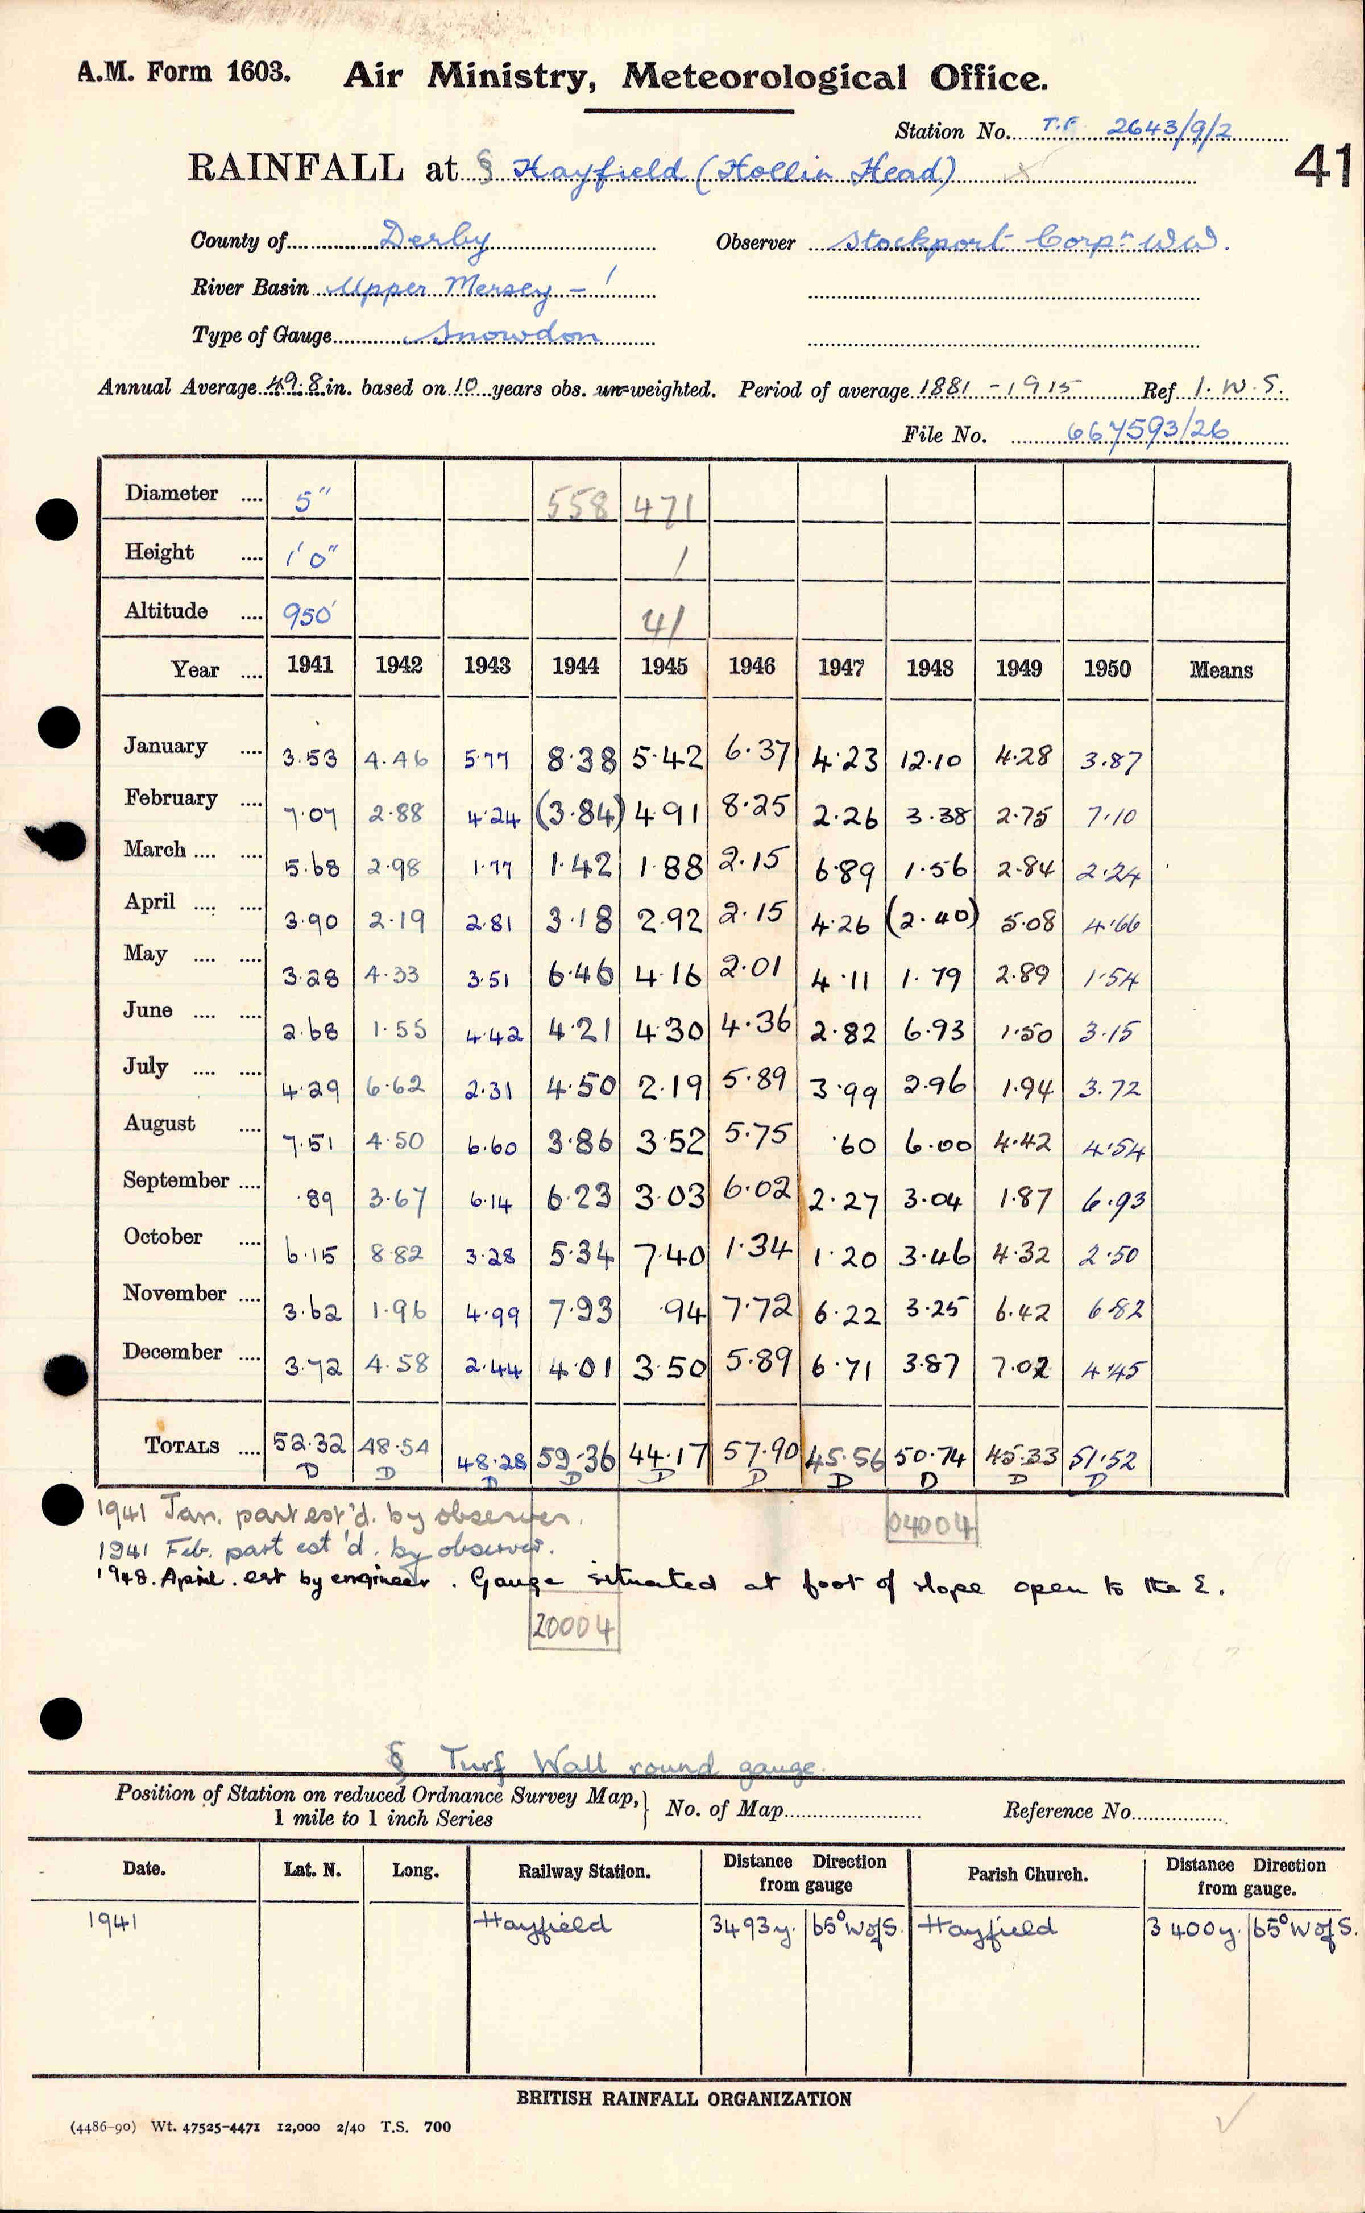 A.M. Form 1603. Air Ministry, Meteorological Office.
Station No. T.F. 2643/9/2
41
RAINFALL at § Hayfield (Hollin Head)
County of Derby Observer Stockport Corpn W.W.
River Basin Upper Mersey – 1
Type of Gauge Snowdon
Annual Average 49.8 in. based on 10 years obs. un-weighted. Period of average 1881 - 1915 Ref I.W.S.
File No. 667593/26
Diameter .... 5" 558 471
Height .... 1' 0" 1
Altitude .... 950' 41
Year .... 1941 1942 1943 1944 1945 1946 1947 1948 1949 1950 Means
January .... 3.53 4.46 5.77 8.38 5.42 6.37 4.23 12.10 4.28 3.87
February .... 7.07 2.88 4.24 (3.84) 4.91 8.25 2.26 3.38 2.75 7.10
March .... .... 5.68 2.98 1.77 1.42 1.88 2.15 6.89 1.56 2.84 2.24
April .... .... 3.90 2.19 2.81 3.18 2.92 2.15 4.26 (2.40) 5.08 4.66
May .... .... 3.28 4.33 3.51 6.46 4.16 2.01 4.11 1.79 2.89 1.54
June .... .... 2.68 1.55 4.42 4.21 4.30 4.36 2.82 6.93 1.50 3.15
July .... .... 4.29 6.62 2.31 4.50 2.19 5.89 3.99 2.96 1.94 3.72
August .... 7.51 4.50 6.60 3.86 3.52 5.75 .60 6.00 4.42 4.54
September .... .89 3.67 6.14 6.23 3.03 6.02 2.27 3.04 1.87 6.93
October .... 6.15 8.82 3.28 5.34 7.40 1.34 1.20 3.46 4.32 2.50
November .... 3.62 1.96 4.99 7.93 .94 7.72 6.22 3.25 6.42 6.82
December .... 3.72 4.58 2.44 4.01 3.50 5.89 6.71 3.87 7.02 4.45
TOTALS .... 52.32 48.54 48.28 59.36 44.17 57.90 45.56 50.74 45.33 51.52
D D D D D D D D D D
1941 Jan. part est'd. by observer.
04004
1941 Feb. part est'd. by observer.
1948. April. est by engineer. Gauge situated at foot of slope open to the E.
20004
§ Turf Wall round gauge.
Position of Station on reduced Ordnance Survey Map, 1 mile to 1 inch Series } No. of Map Reference No.
Date. Lat. N. Long. Railway Station. Distance from gauge Direction Parish Church. Distance from gauge. Direction
1941 Hayfield 3493y. 65° W of S. Hayfield 3400y. 65° W of S.
BRITISH RAINFALL ORGANIZATION
(4486-90) Wt. 47525-4471 12,000 2/40 T.S. 700